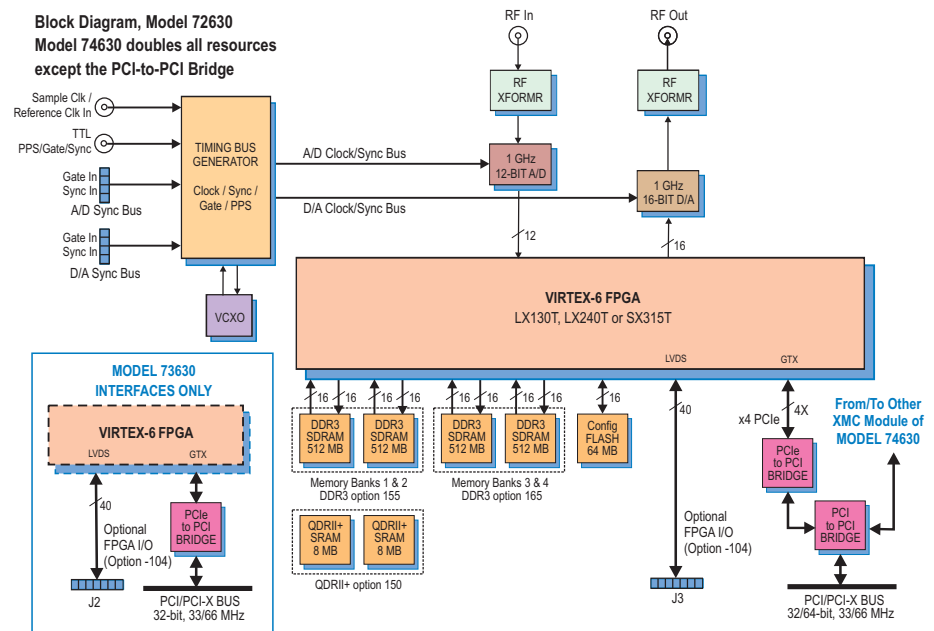 Block Diagram, Model 72630
Model 74630 doubles all resources
except the PCI-to-PCI Bridge
RF In
RF Out
Sample Clk /
Reference Clk In
TTL
PPS/Gate/Sync
Gate In
Sync In
A/D Sync Bus
Gate In
Sync In
D/A Sync Bus
TIMING BUS
GENERATOR
Clock / Sync /
Gate / PPS
VCXO
A/D Clock/Sync Bus
D/A Clock/Sync Bus
RF
XFORMR
RF
XFORMR
1 GHz
12-BIT A/D
1 GHz
16-BIT D/A
12
16
VIRTEX-6 FPGA
LX130T, LX240T or SX315T
LVDS
GTX
16
16
16
16
16
16
16
16
16
40
4X
x4 PCIe
DDR3
SDRAM
512 MB
DDR3
SDRAM
512 MB
DDR3
SDRAM
512 MB
DDR3
SDRAM
512 MB
Config
FLASH
64 MB
Memory Banks 1 & 2
DDR3 option 155
Memory Banks 3 & 4
DDR3 option 165
QDRII+
SRAM
8 MB
QDRII+
SRAM
8 MB
QDRII+ option 150
Optional
FPGA I/O
(Option -104)
J3
PCIe
to PCI
BRIDGE
PCI
to PCI
BRIDGE
From/To Other
XMC Module of
MODEL 74630
PCI/PCI-X BUS
32/64-bit, 33/66 MHz
MODEL 73630
INTERFACES ONLY
VIRTEX-6 FPGA
LVDS
GTX
40
Optional
FPGA I/O
(Option -104)
PCIe
to PCI
BRIDGE
J2
PCI/PCI-X BUS
32-bit, 33/66 MHz